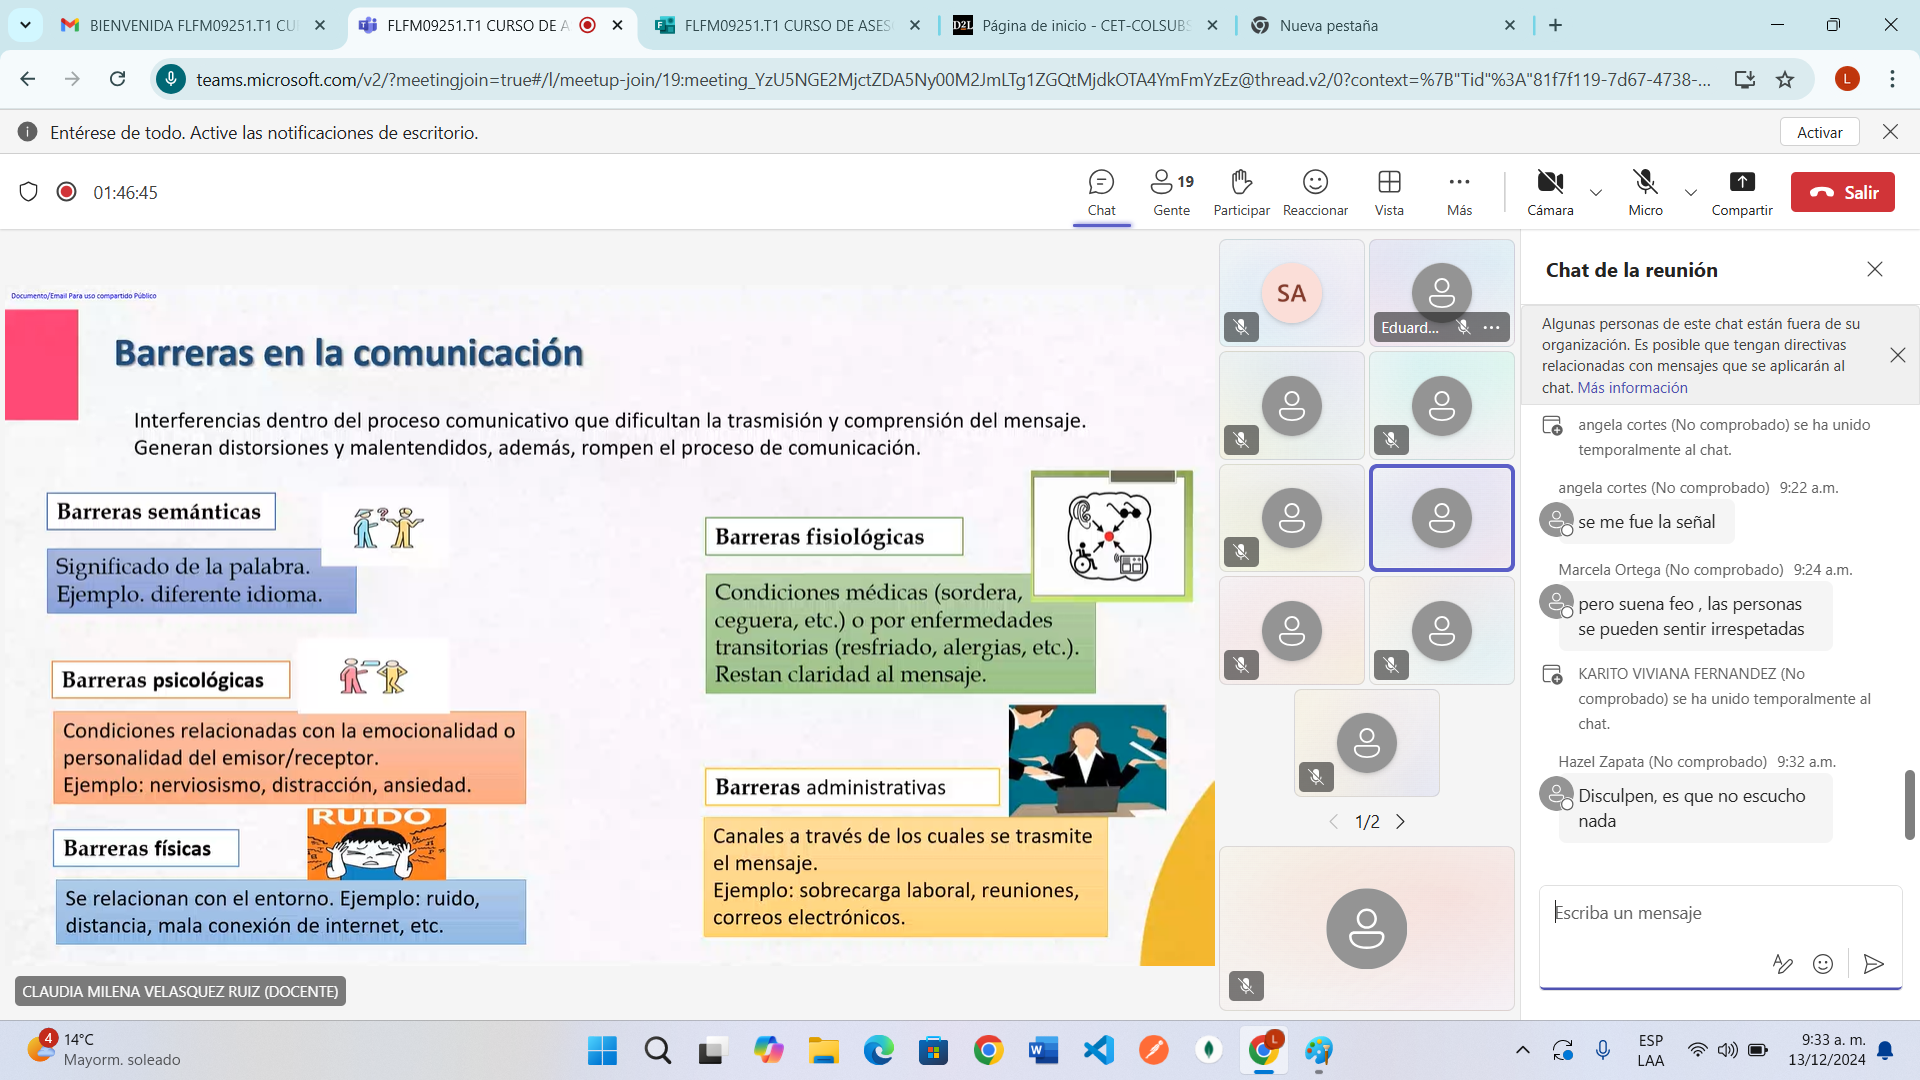 BIENVENIDA FLFM09251.T1 CU
FLFM09251.T1 CURSO DE A
FLFM09251.T1 CURSO DE ASES
D2L
Página de inicio - CET-COLSUBS
Nueva pestaña
teams.microsoft.com/v2/?meetingjoin=true#/l/meetup-join/19:meeting_YzU5NGE2MjctZDA5Ny00M2JmLTg1ZGQtMjdkOTA4YmFmYzEz@thread.v2/0?context=%7B"Tid"%3A"81f7f119-7d67-4738-...
L
Entérese de todo. Active las notificaciones de escritorio.
Activar
01:46:45
Chat
19
Gente
Participar
Reaccionar
Vista
Más
Cámara
Micro
Compartir
Salir
Documento/Email Para uso compartido Público
Barreras en la comunicación
Interferencias dentro del proceso comunicativo que dificultan la trasmisión y comprensión del mensaje.
Generan distorsiones y malentendidos, además, rompen el proceso de comunicación.
Barreras semánticas
Significado de la palabra.
Ejemplo. diferente idioma.
Barreras psicológicas
Condiciones relacionadas con la emocionalidad o
personalidad del emisor/receptor.
Ejemplo: nerviosismo, distracción, ansiedad.
Barreras físicas
RUIDO
Se relacionan con el entorno. Ejemplo: ruido,
distancia, mala conexión de internet, etc.
Barreras fisiológicas
Condiciones médicas (sordera,
ceguera, etc.) o por enfermedades
transitorias (resfriado, alergias, etc.).
Restan claridad al mensaje.
Barreras administrativas
Canales a través de los cuales se trasmite
el mensaje.
Ejemplo: sobrecarga laboral, reuniones,
correos electrónicos.
CLAUDIA MILENA VELASQUEZ RUIZ (DOCENTE)
SA
Eduard...
1/2
Chat de la reunión
Algunas personas de este chat están fuera de su
organización. Es posible que tengan directivas
relacionadas con mensajes que se aplicarán al
chat. Más información
angela cortes (No comprobado) se ha unido
temporalmente al chat.
angela cortes (No comprobado) 9:22 a.m.
se me fue la señal
Marcela Ortega (No comprobado) 9:24 a.m.
pero suena feo , las personas
se pueden sentir irrespetadas
KARITO VIVIANA FERNANDEZ (No
comprobado) se ha unido temporalmente al
chat.
Hazel Zapata (No comprobado) 9:32 a.m.
Disculpen, es que no escucho
nada
Escriba un mensaje
4
14°C
Mayorm. soleado
L
ESP
LAA
9:33 a. m.
13/12/2024